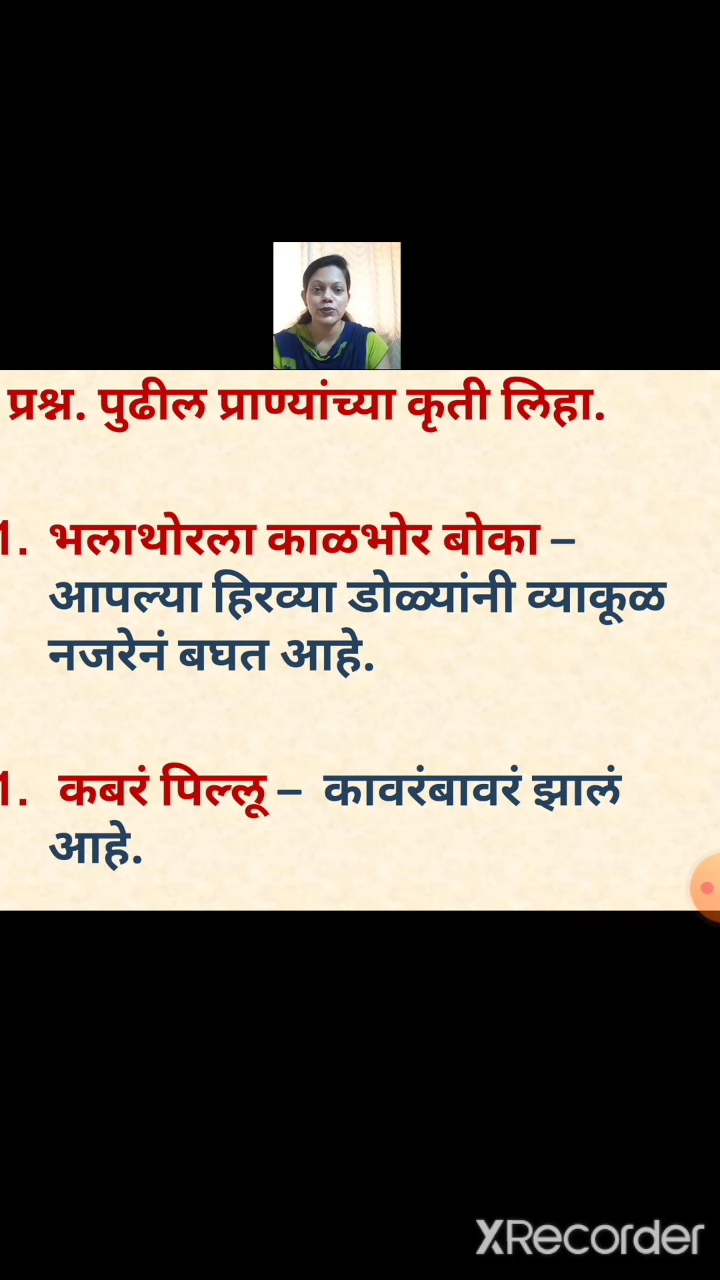 प्रश्न. पुढील प्राण्यांच्या कृती लिहा.
1. भलाथोरला काळभोर बोका –
आपल्या हिरव्या डोळ्यांनी व्याकूळ
नजरेनं बघत आहे.
1. कबरं पिल्लू – कावरंबावरं झालं
आहे.
XRecorder